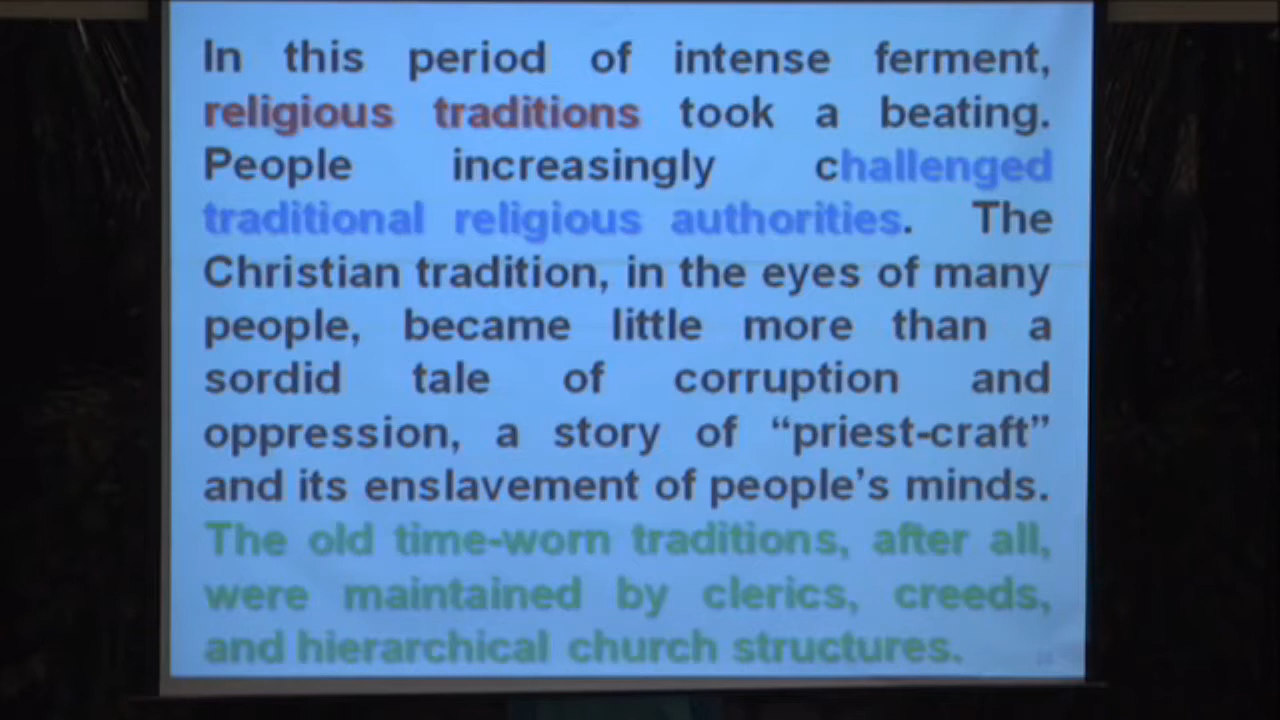 In this period of intense ferment,
religious traditions took a beating.
People increasingly challenged
traditional religious authorities. The
Christian tradition, in the eyes of many
people, became little more than a
sordid tale of corruption and
oppression, a story of “priest-craft”
and its enslavement of people’s minds.
The old time-worn traditions, after all,
were maintained by clerics, creeds,
and hierarchical church structures.